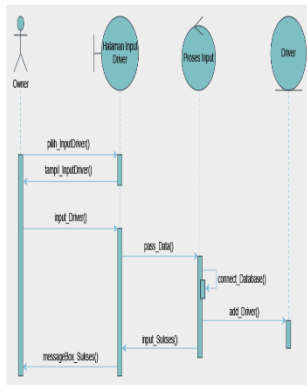 Halaman Input
Driver
Proses Input
Driver
Owner
pilih_InputDriver()
tampil_InputDriver()
input_Driver()
pass_Data()
connect_Database()
add_Driver()
input_Sukses()
messageBox_Sukses()